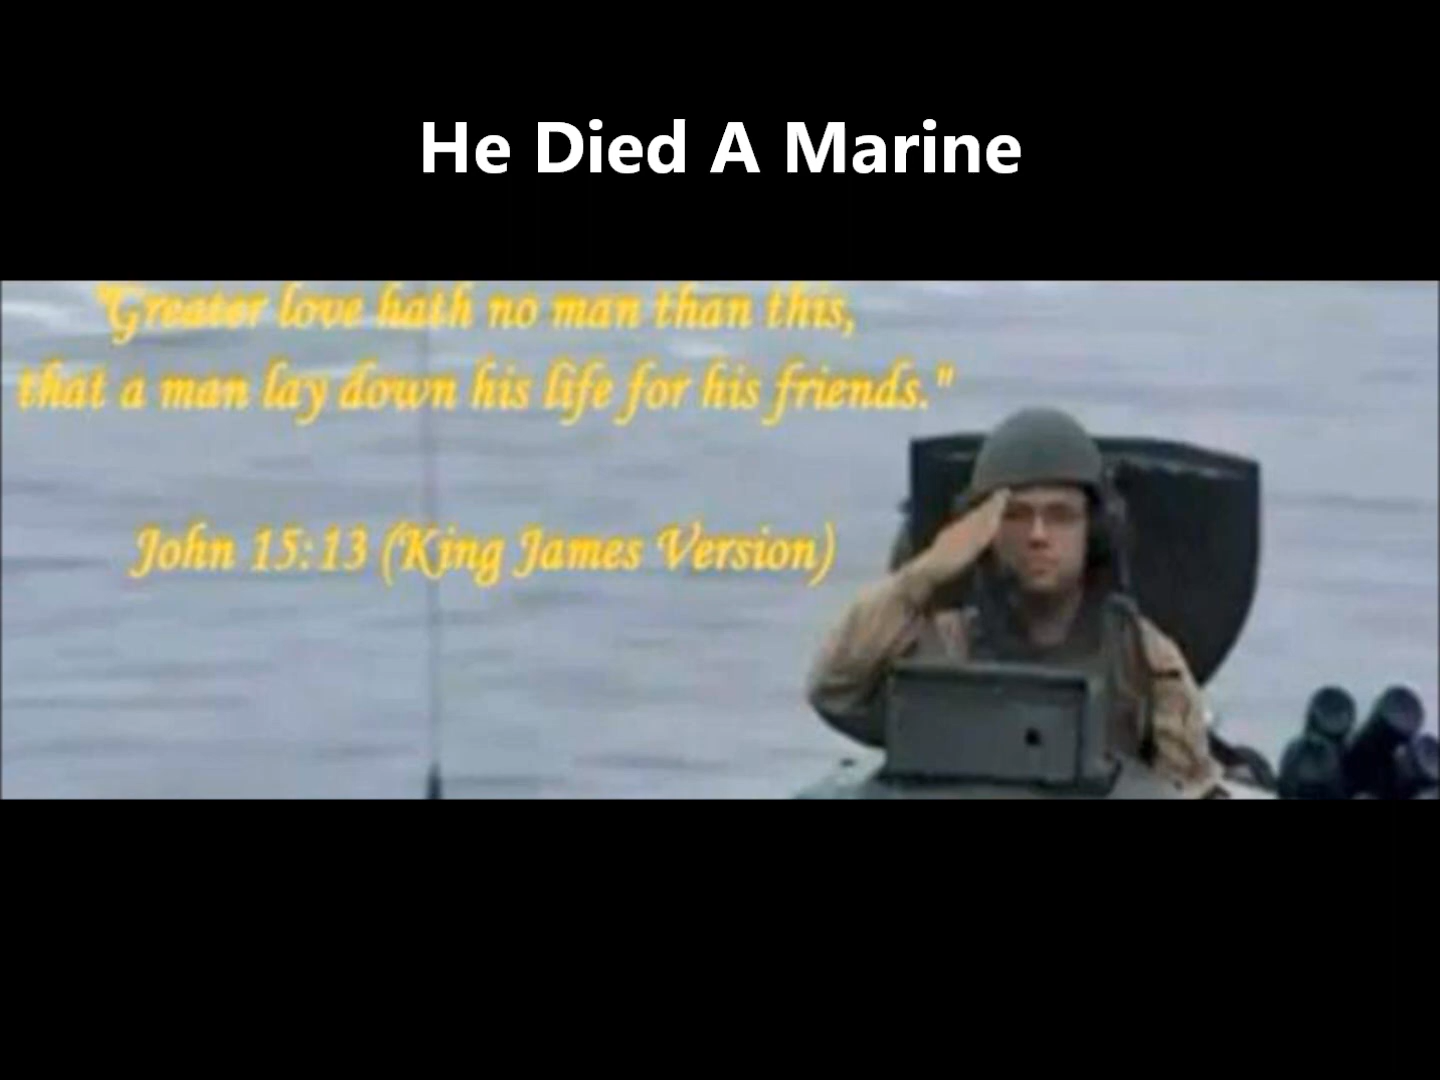 He Died A Marine
"Greater love hath no man than this,
that a man lay down his life for his friends."
John 15:13 (King James Version)